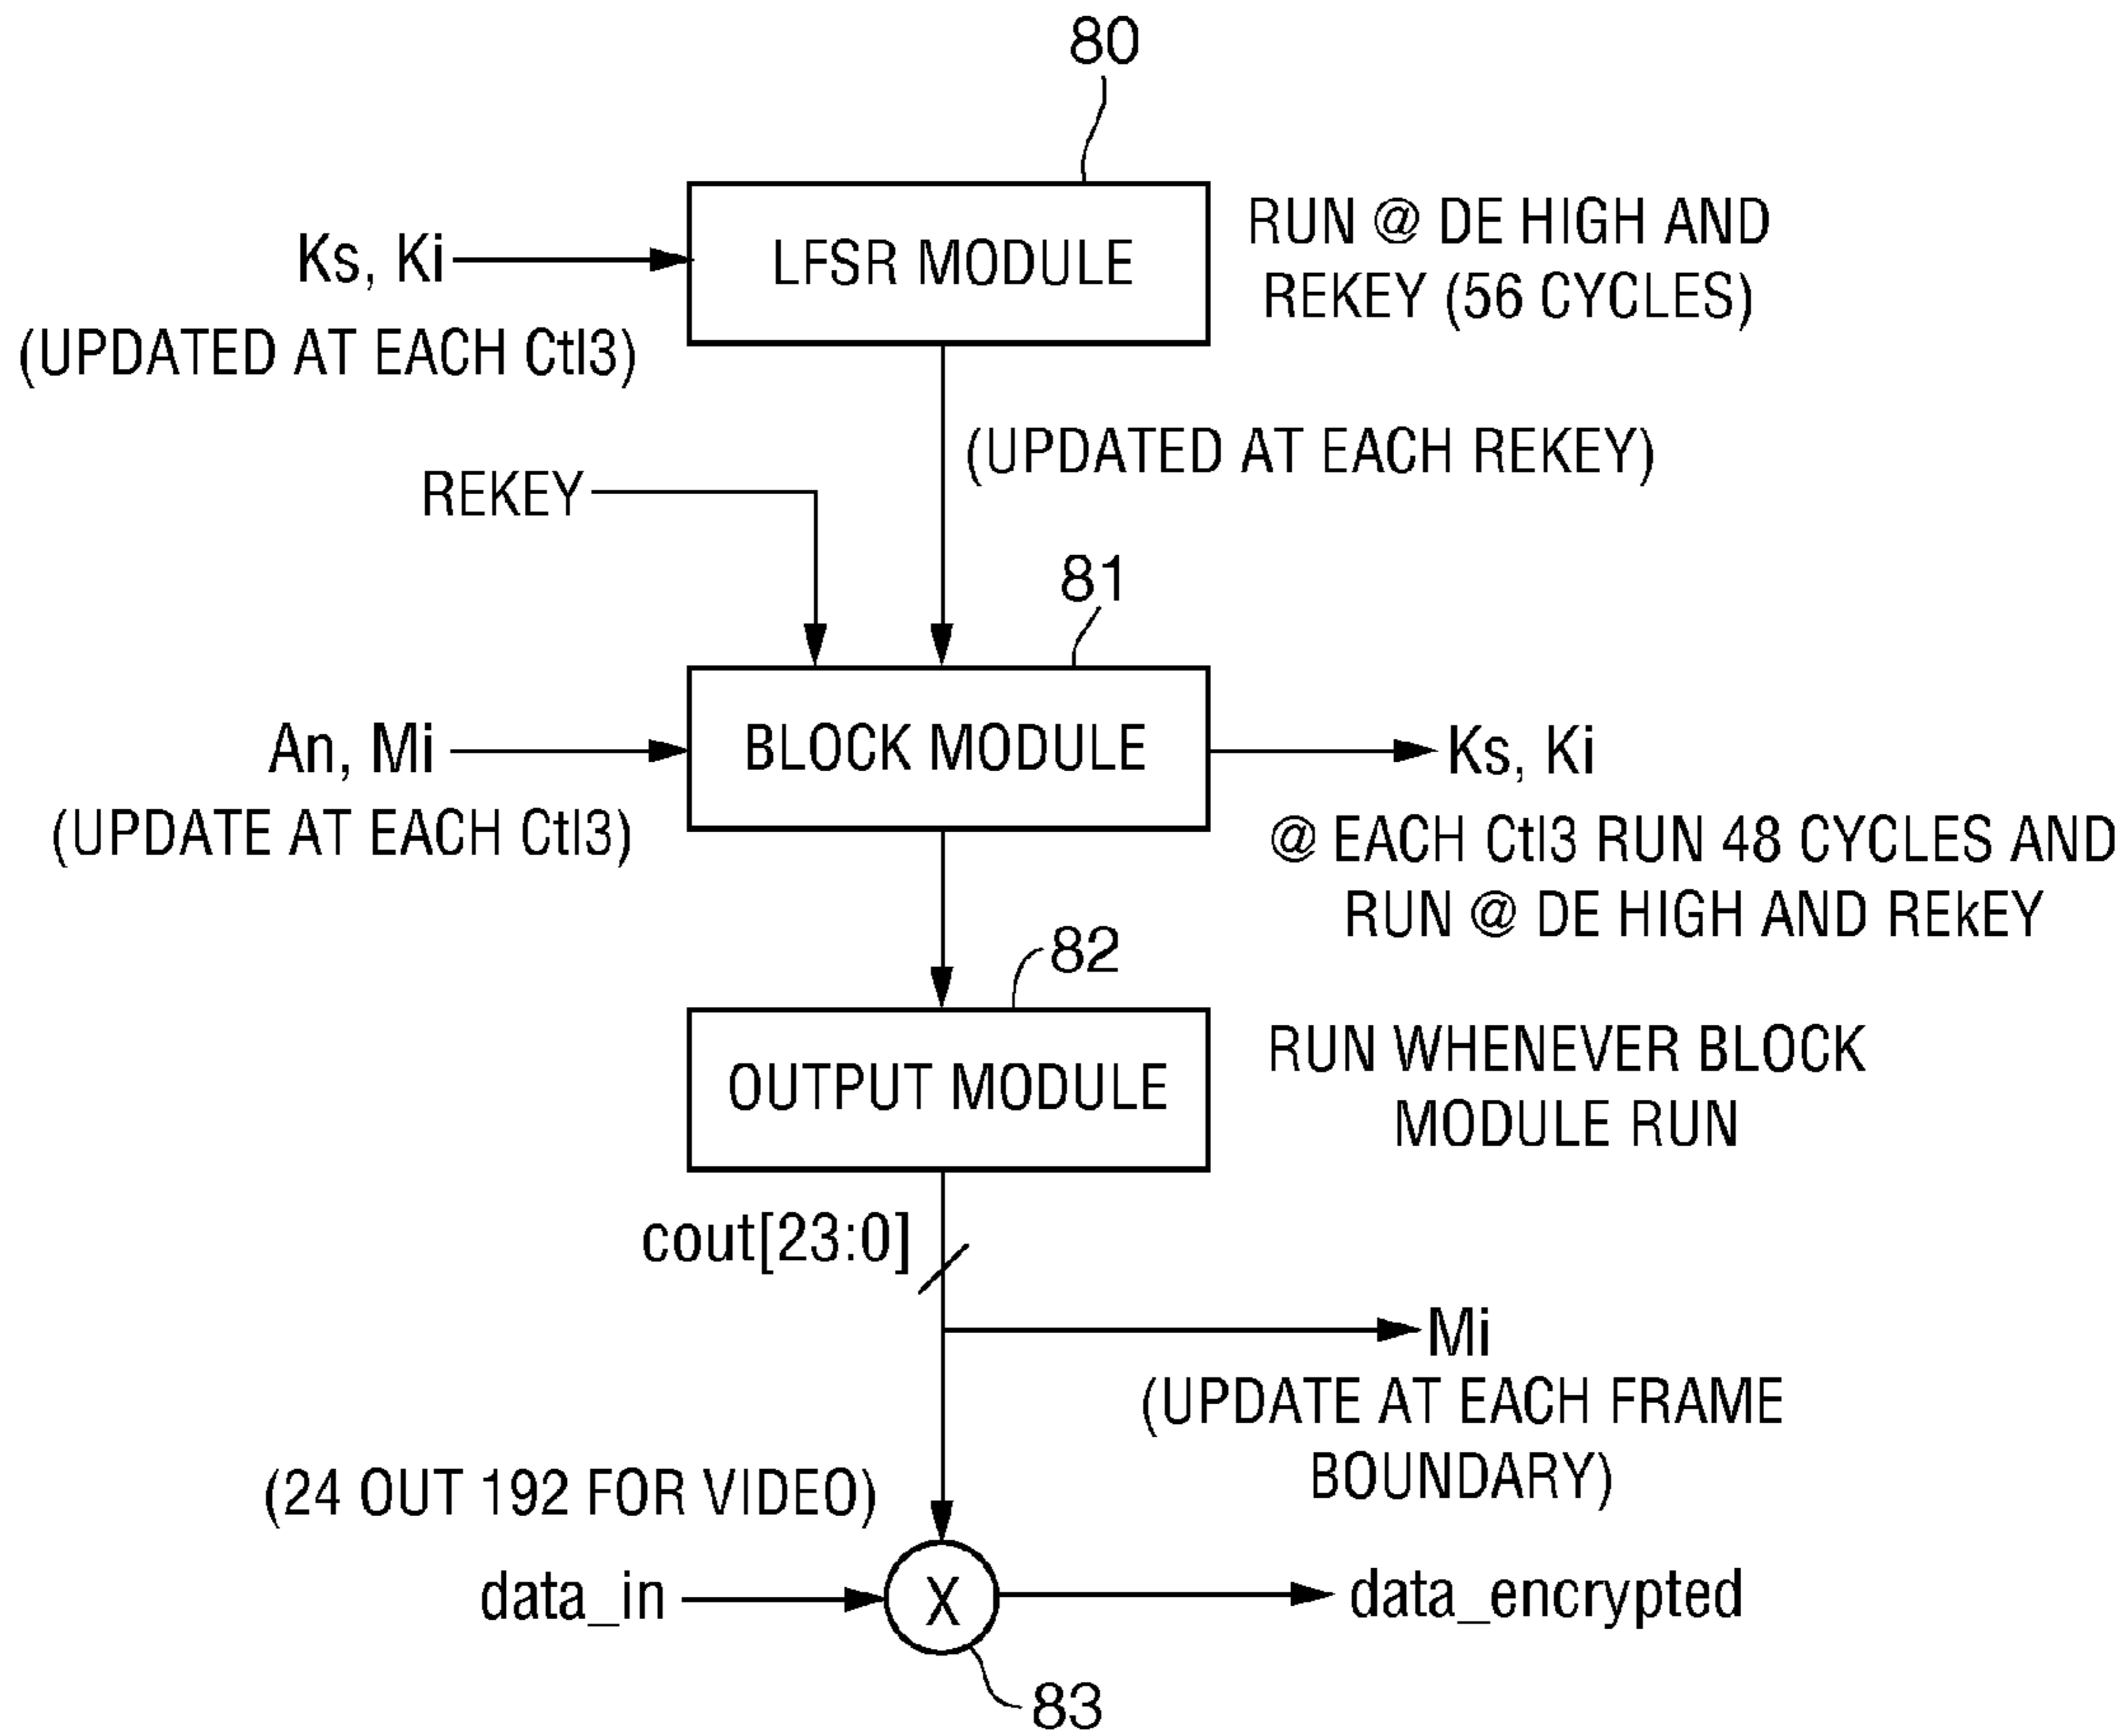 80
Ks, Ki
(UPDATED AT EACH Ctl3)
LFSR MODULE
RUN @ DE HIGH AND
REKEY (56 CYCLES)
(UPDATED AT EACH REKEY)
REKEY
81
An, Mi
(UPDATE AT EACH Ctl3)
BLOCK MODULE
Ks, Ki
@ EACH Ctl3 RUN 48 CYCLES AND
RUN @ DE HIGH AND REkEY
82
OUTPUT MODULE
RUN WHENEVER BLOCK
MODULE RUN
cout[23:0]
Mi
(UPDATE AT EACH FRAME
BOUNDARY)
(24 OUT 192 FOR VIDEO)
data_in
X
data_encrypted
83